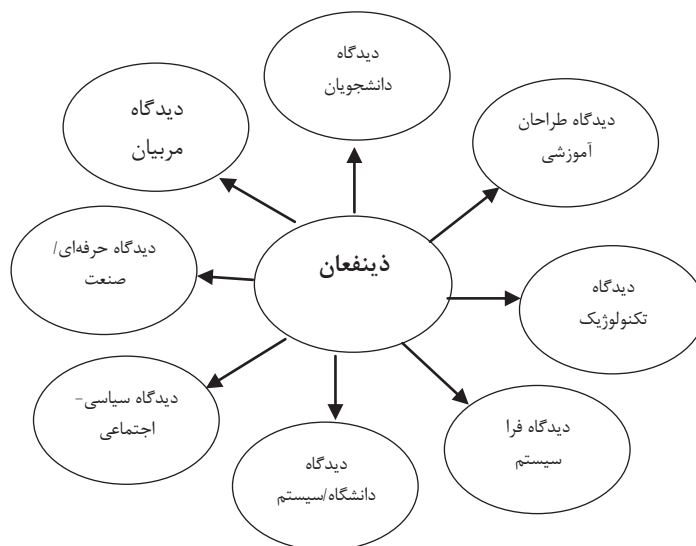 دیدگاه
دانشجویان
دیدگاه طراحان
آموزشی
دیدگاه
مربیان
ذینفعان
دیدگاه حرفه‌ای/
صنعت
دیدگاه
تکنولوژیک
دیدگاه سیاسی-
اجتماعی
دیدگاه فرا
سیستم
دیدگاه
دانشگاه/سیستم